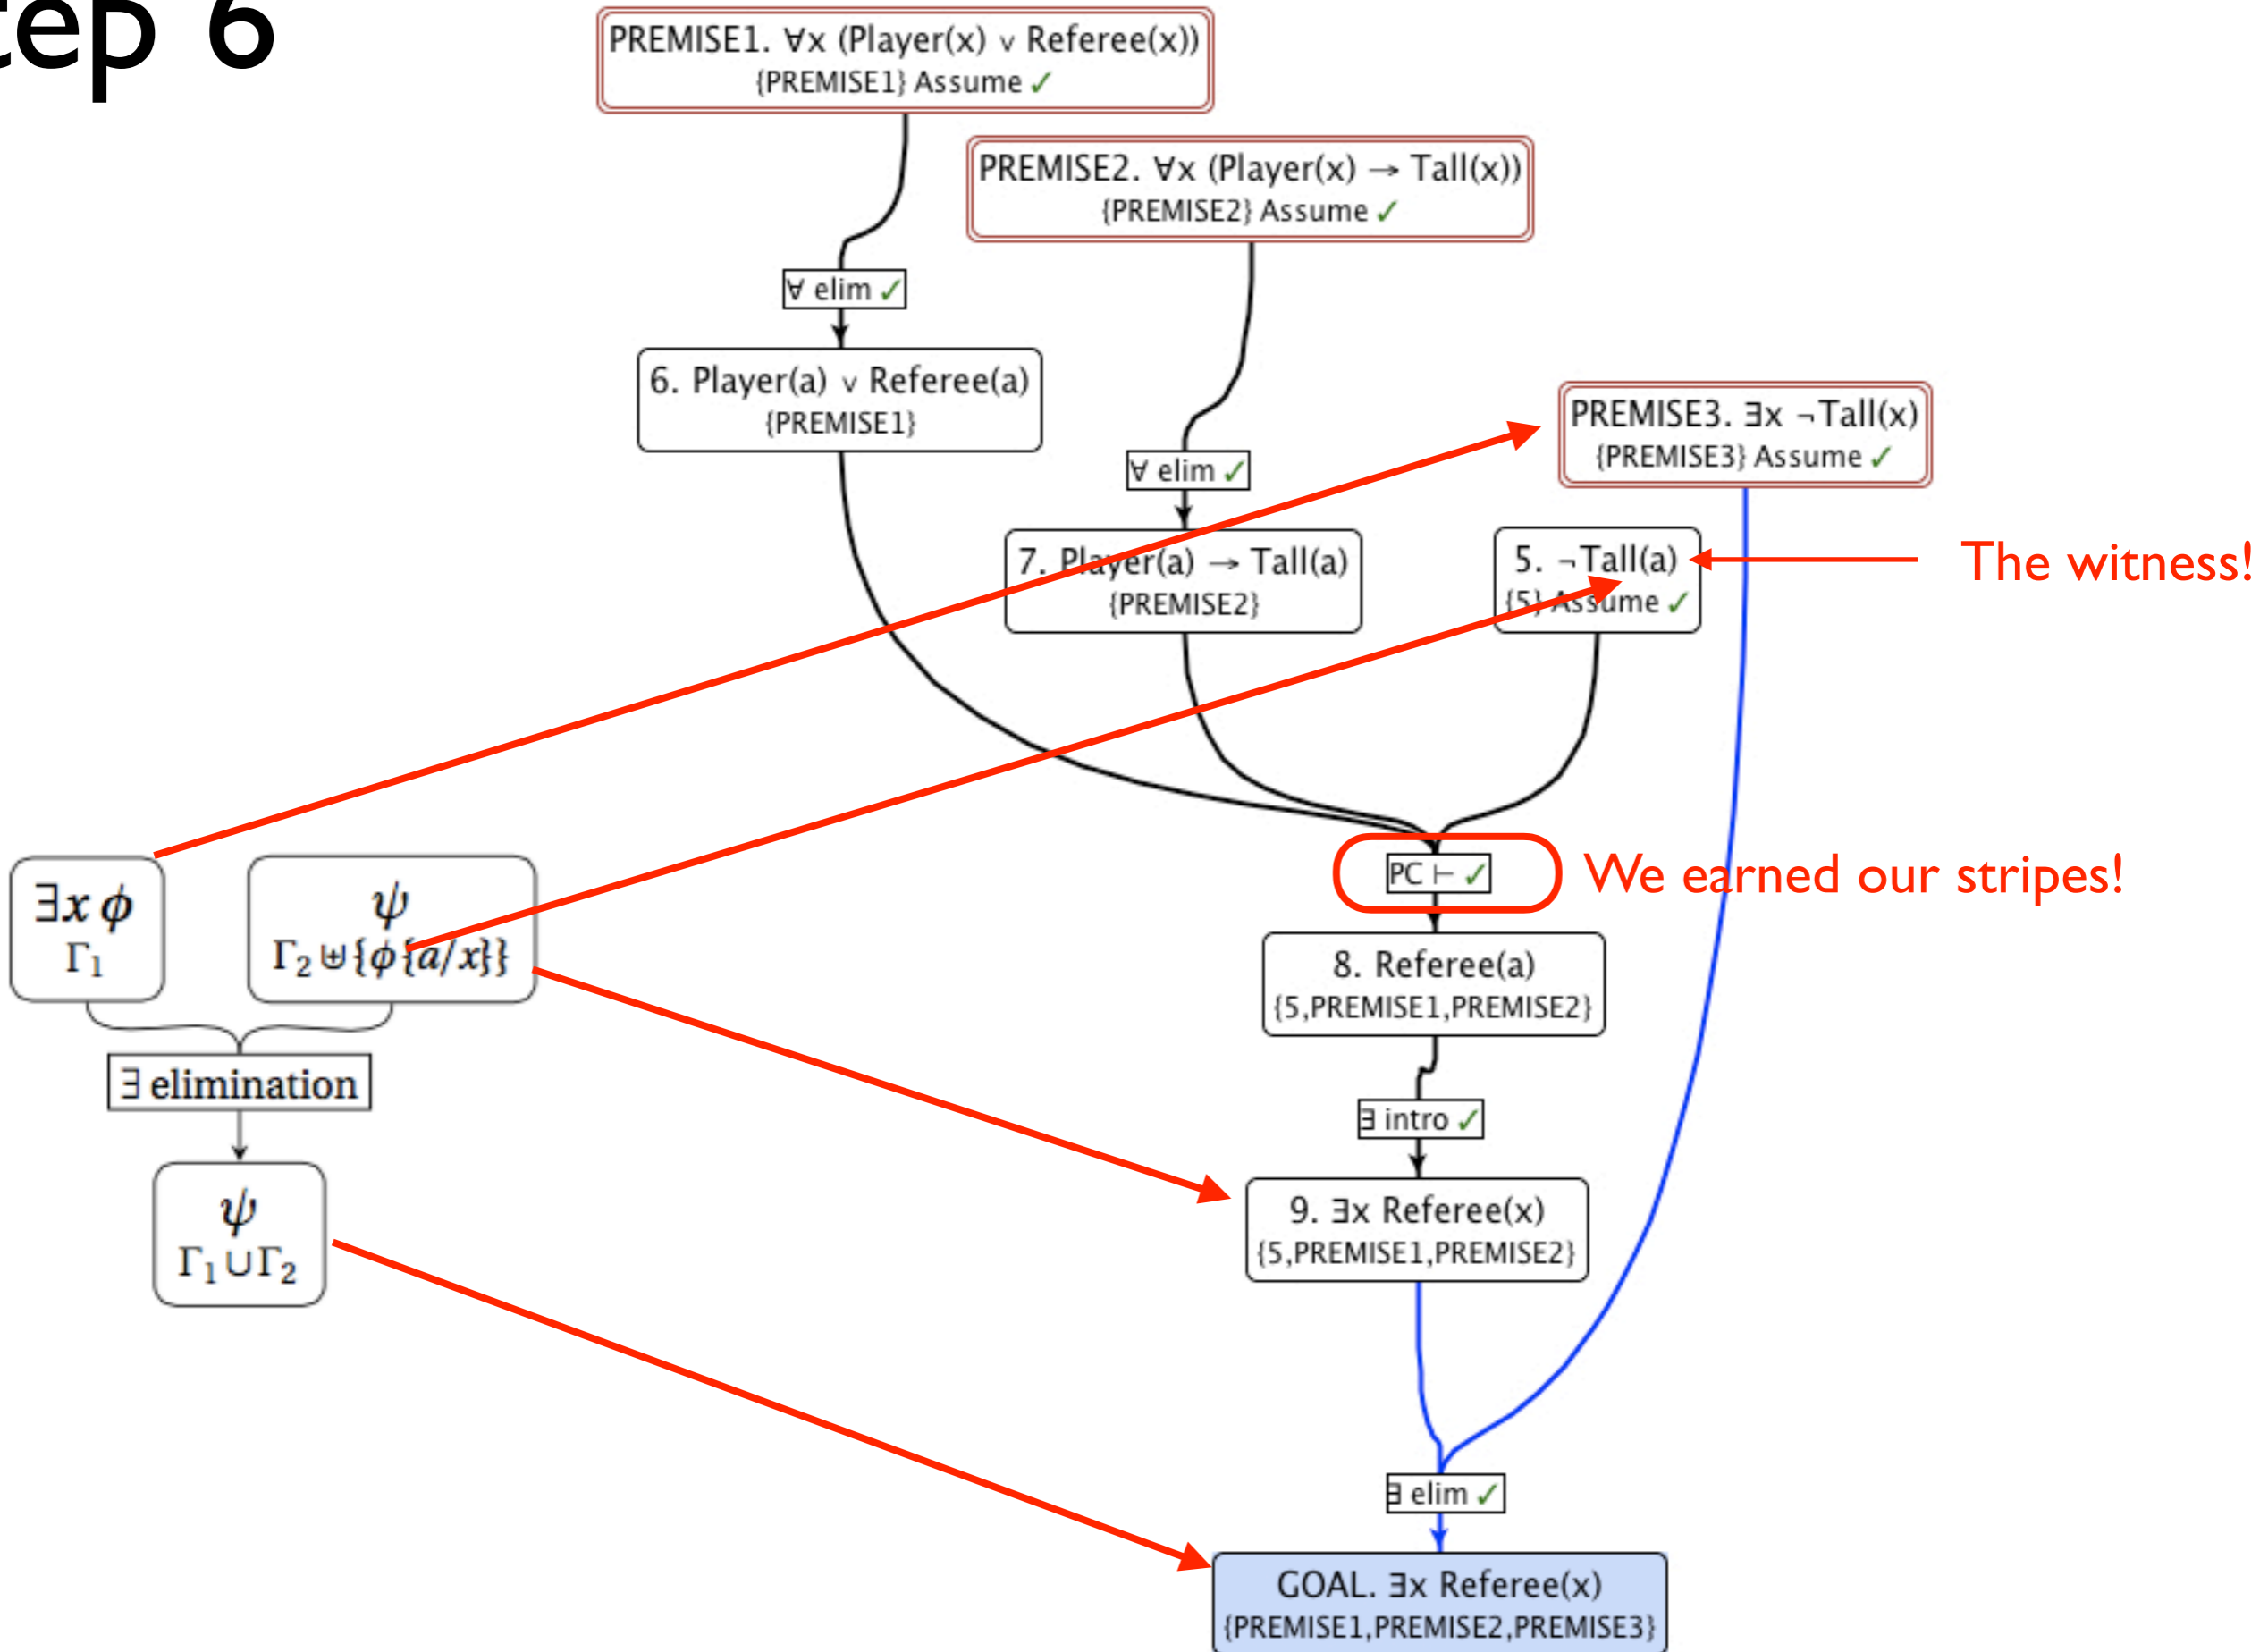 tep 6
PREMISE1. ∀x (Player(x) ∨ Referee(x))
{PREMISE1} Assume ✓
PREMISE2. ∀x (Player(x) → Tall(x))
{PREMISE2} Assume ✓
∀ elim ✓
6. Player(a) ∨ Referee(a)
{PREMISE1}
PREMISE3. ∃x ¬Tall(x)
{PREMISE3} Assume ✓
∀ elim ✓
7. Player(a) → Tall(a)
{PREMISE2}
5. ¬Tall(a)
{5} Assume ✓
The witness!
PC ⊢ ✓
We earned our stripes!
∃x ϕ
Γ₁
ψ
Γ₂ ⊎ {ϕ{a/x}}
8. Referee(a)
{5,PREMISE1,PREMISE2}
∃ elimination
∃ intro ✓
ψ
Γ₁ ∪ Γ₂
9. ∃x Referee(x)
{5,PREMISE1,PREMISE2}
∃ elim ✓
GOAL. ∃x Referee(x)
{PREMISE1,PREMISE2,PREMISE3}